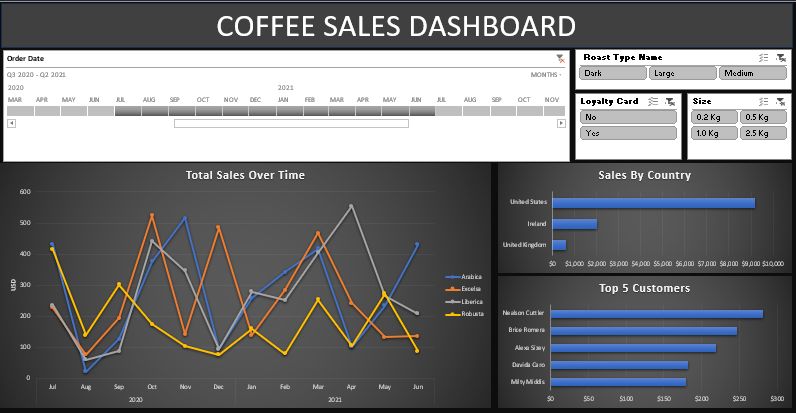 COFFEE SALES DASHBOARD
Order Date
Q3 2020 - Q2 2021 MONTHS
2020 2021
MAR APR MAY JUN JUL AUG SEP OCT NOV DEC JAN FEB MAR APR MAY JUN JUL AUG SEP OCT NOV
Roast Type Name
Dark Large Medium
Loyalty Card
No
Yes
Size
0.2 Kg 0.5 Kg
1.0 Kg 2.5 Kg
Total Sales Over Time
600
500
400
300
200
100
0
USD
Jul Aug Sep Oct Nov Dec Jan Feb Mar Apr May Jun
2020 2021
Arabica
Excelsa
Liberica
Robusta
Sales By Country
United States
Ireland
United Kingdom
$0 $1,000 $2,000 $3,000 $4,000 $5,000 $6,000 $7,000 $8,000 $9,000 $10,000
Top 5 Customers
Nealson Cuttler
Brice Romera
Alexa Sizey
Davida Caro
Milty Middis
$0 $50 $100 $150 $200 $250 $300